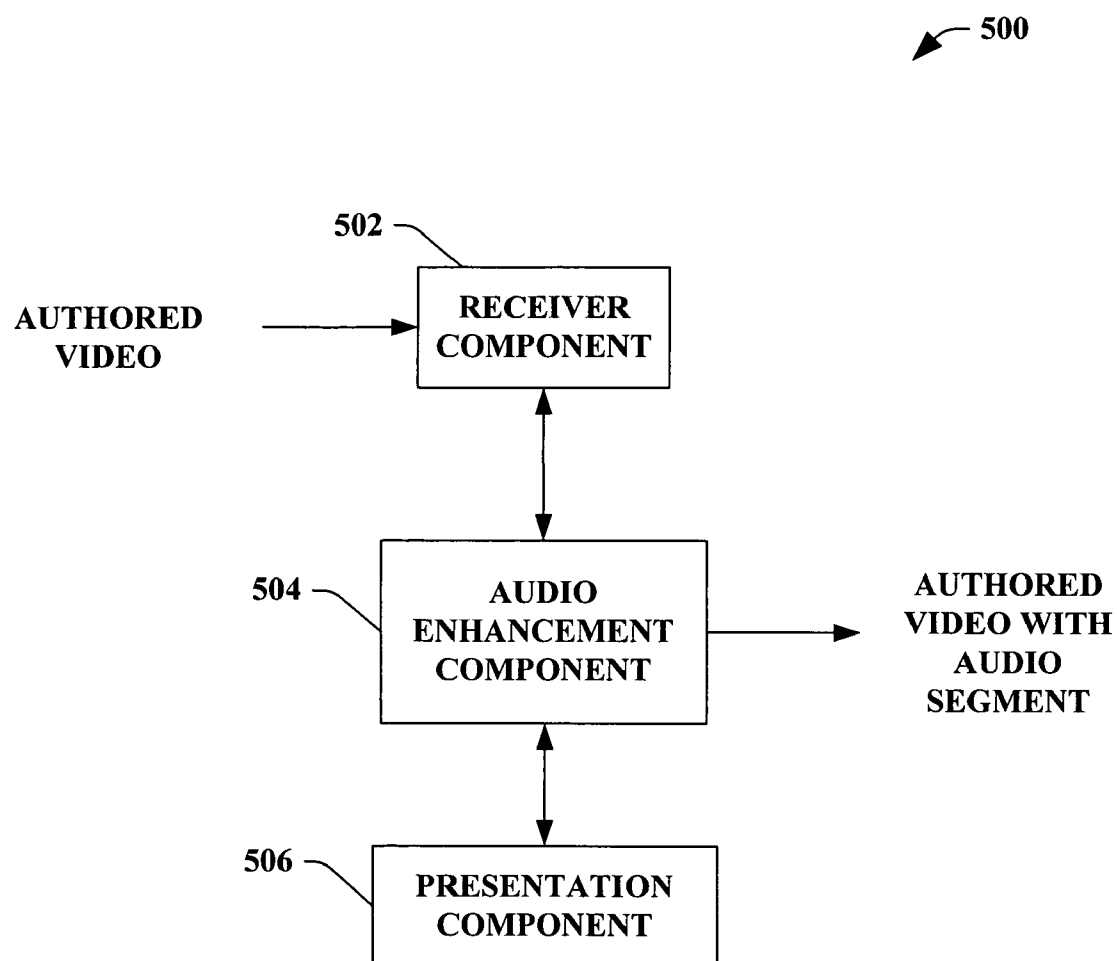 500
502
RECEIVER
COMPONENT
AUTHORED
VIDEO
504
AUDIO
ENHANCEMENT
COMPONENT
AUTHORED
VIDEO WITH
AUDIO
SEGMENT
506
PRESENTATION
COMPONENT